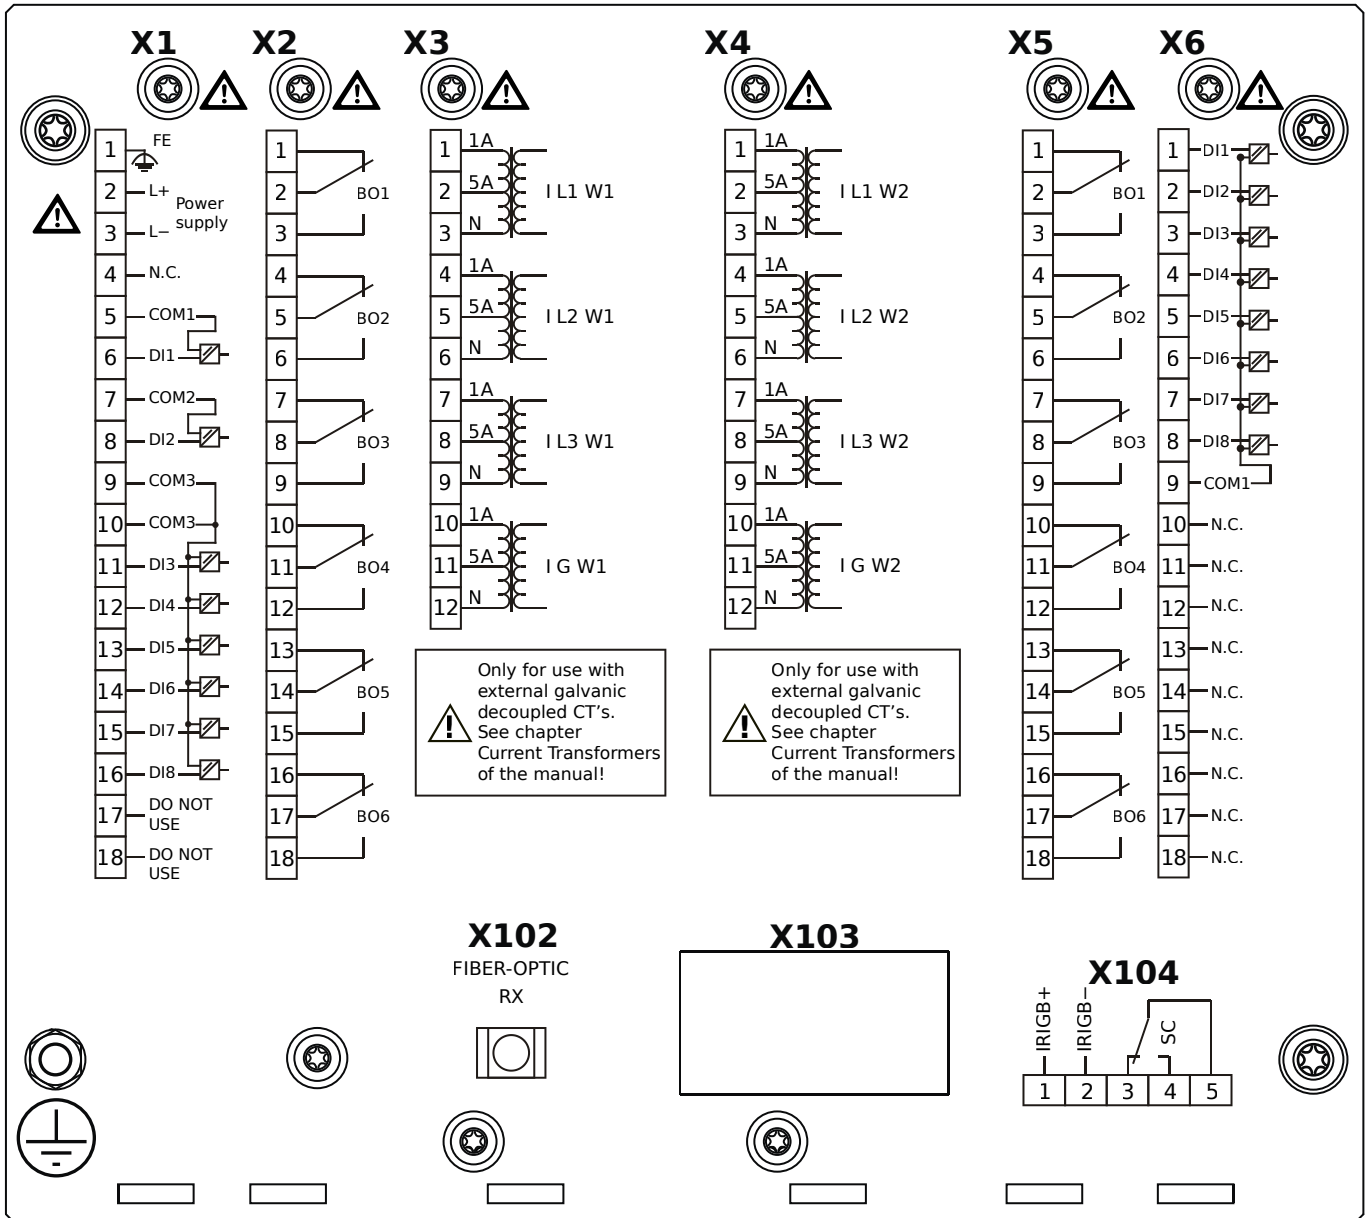 X1
X2
X3
X4
X5
X6
1 FE
2 L+
Power
supply
3 L−
4 N.C.
5 COM1
6 DI1
7 COM2
8 DI2
9 COM3
10 COM3
11 DI3
12 DI4
13 DI5
14 DI6
15 DI7
16 DI8
17 DO NOT
USE
18 DO NOT
USE
1
2 BO1
3
4
5 BO2
6
7
8 BO3
9
10
11 BO4
12
13
14 BO5
15
16
17 BO6
18
1 1A
2 5A I L1 W1
3 N
4 1A
5 5A I L2 W1
6 N
7 1A
8 5A I L3 W1
9 N
10 1A
11 5A I G W1
12 N
Only for use with
external galvanic
decoupled CT's.
See chapter
Current Transformers
of the manual!
1 1A
2 5A I L1 W2
3 N
4 1A
5 5A I L2 W2
6 N
7 1A
8 5A I L3 W2
9 N
10 1A
11 5A I G W2
12 N
Only for use with
external galvanic
decoupled CT's.
See chapter
Current Transformers
of the manual!
1
2 BO1
3
4
5 BO2
6
7
8 BO3
9
10
11 BO4
12
13
14 BO5
15
16
17 BO6
18
1 DI1
2 DI2
3 DI3
4 DI4
5 DI5
6 DI6
7 DI7
8 DI8
9 COM1
10 N.C.
11 N.C.
12 N.C.
13 N.C.
14 N.C.
15 N.C.
16 N.C.
17 N.C.
18 N.C.
X102
FIBER-OPTIC
RX
X103
X104
IRIGB+
IRIGB−
SC
1 2 3 4 5